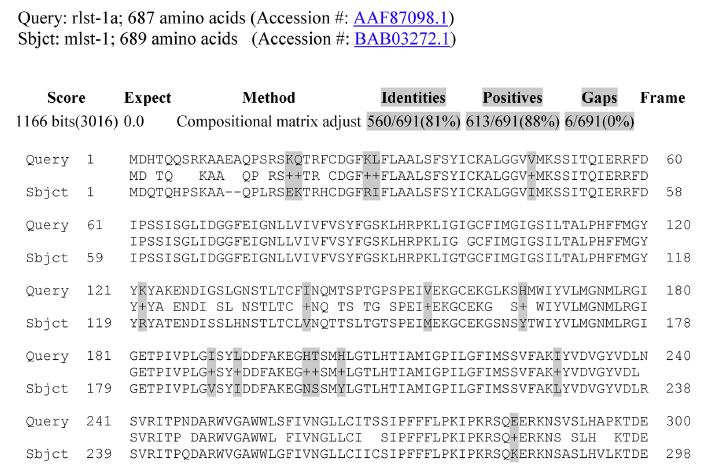 Query: rlst-1a; 687 amino acids (Accession #: AAF87098.1)
Sbjct: mlst-1; 689 amino acids (Accession #: BAB03272.1)
Score Expect Method Identities Positives Gaps Frame
1166 bits(3016) 0.0 Compositional matrix adjust 560/691(81%) 613/691(88%) 6/691(0%)
Query 1 MDHTQQSRKAAEAQPSRSKQTRFCDGFKLFLAALSFSYICKALGGVVMKSSITQIERRFD 60
MD TQ KAA QP RS++TR CDGF++FLAALSFSYICKALGGV+MKSSITQIERRFD
Sbjct 1 MDQTQHPSKAA--QPLRSEKTRHCDGFRIFLAALSFSYICKALGGVIMKSSITQIERRFD 58
Query 61 IPSSISGLIDGGFEIGNLLVIVFVSYFGSKLHRPKLIGIGCFIMGIGSILTALPHFFMGY 120
IPSSISGLIDGGFEIGNLLVIVFVSYFGSKLHRPKLIG GCFIMGIGSILTALPHFFMGY
Sbjct 59 IPSSISGLIDGGFEIGNLLVIVFVSYFGSKLHRPKLIGTGCFIMGIGSILTALPHFFMGY 118
Query 121 YKYAKENDIGSLGNSTLTCFINQMTSPTGPSPEIVEKGCEKGLKSHMWIYVLMGNMLRGI 180
Y+YA ENDI SL NSTLTC +NQ TS TG SPEI+EKGCEKG S+ WIYVLMGNMLRGI
Sbjct 119 YRYATENDISSLHNSTLTCLVNQTTSLTGTSPEIMEKGCEKGSNSYTWIYVLMGNMLRGI 178
Query 181 GETPIVPLGISYLDDFAKEGHTSMHLGTLHTIAMIGPILGFIMSSVFAKIYVDVGYVDLN 240
GETPIVPLG+SY+DDFAKEG++SM+LGTLHTIAMIGPILGFIMSSVFAK+YVDVGYVDL
Sbjct 179 GETPIVPLGVSYIDDFAKEGNSSMYLGTLHTIAMIGPILGFIMSSVFAKLYVDVGYVDLR 238
Query 241 SVRITPNDARWVGAWWLSFIVNGLLCITSSIPFFFLPKIPKRSQEERKNSVSLHAPKTDE 300
SVRITP DARWVGAWWL FIVNGLLCI SIPFFFLPKIPKRSQ+ERKNS SLH KTDE
Sbjct 239 SVRITPQDARWVGAWWLGFIVNGLLCIICSIPFFFLPKIPKRSQKERKNSASLHVLKTDE 298